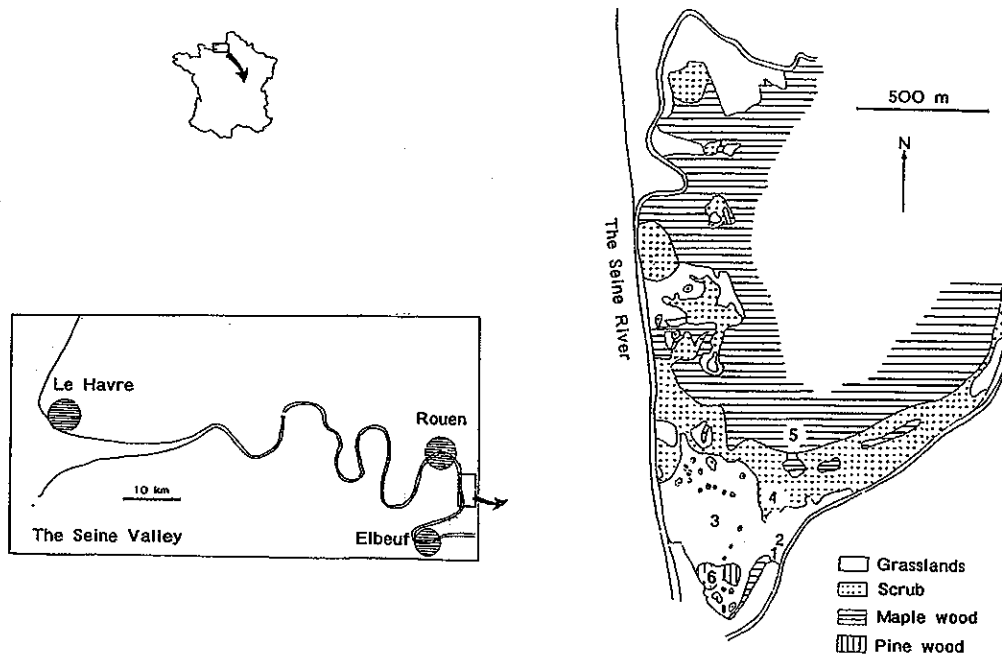 500 m
N
The Seine River
Le Havre
Rouen
10 km
The Seine Valley
Elbeuf
5
4
3
2
1
6
Grasslands
Scrub
Maple wood
Pine wood